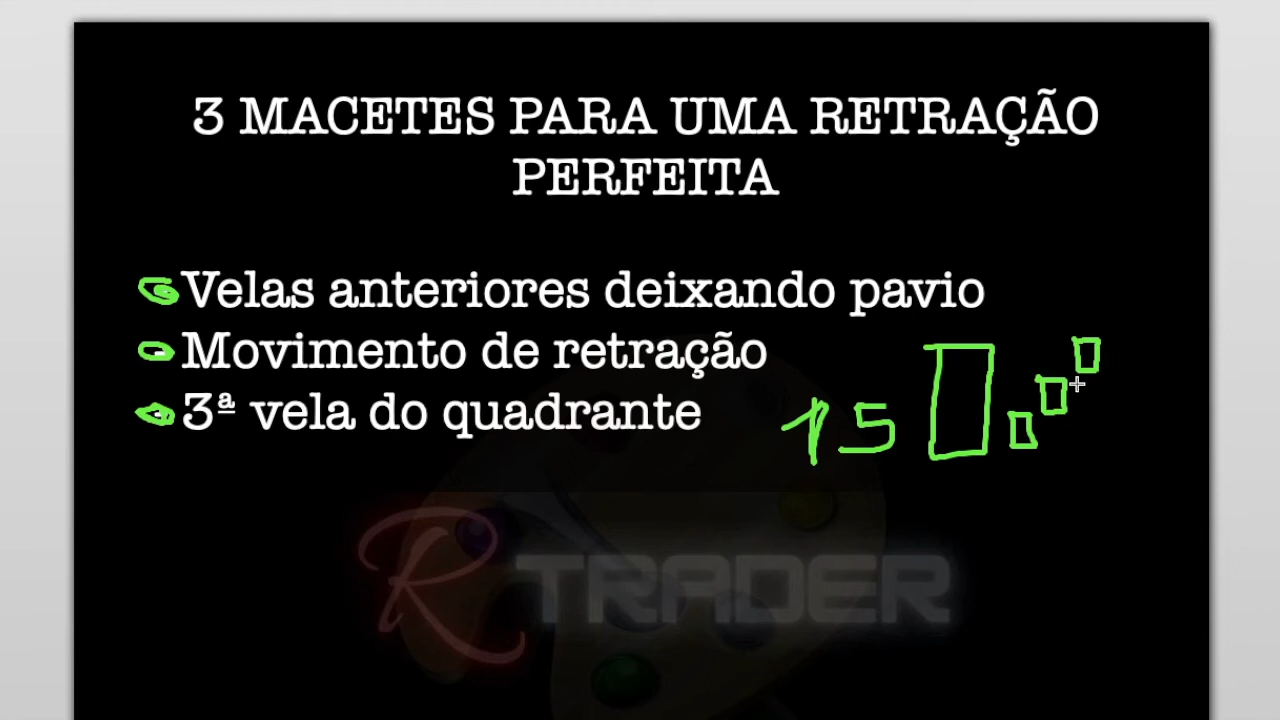 3 MACETES PARA UMA RETRAÇÃO
PERFEITA
Velas anteriores deixando pavio
Movimento de retração
3ª vela do quadrante
15
R TRADER